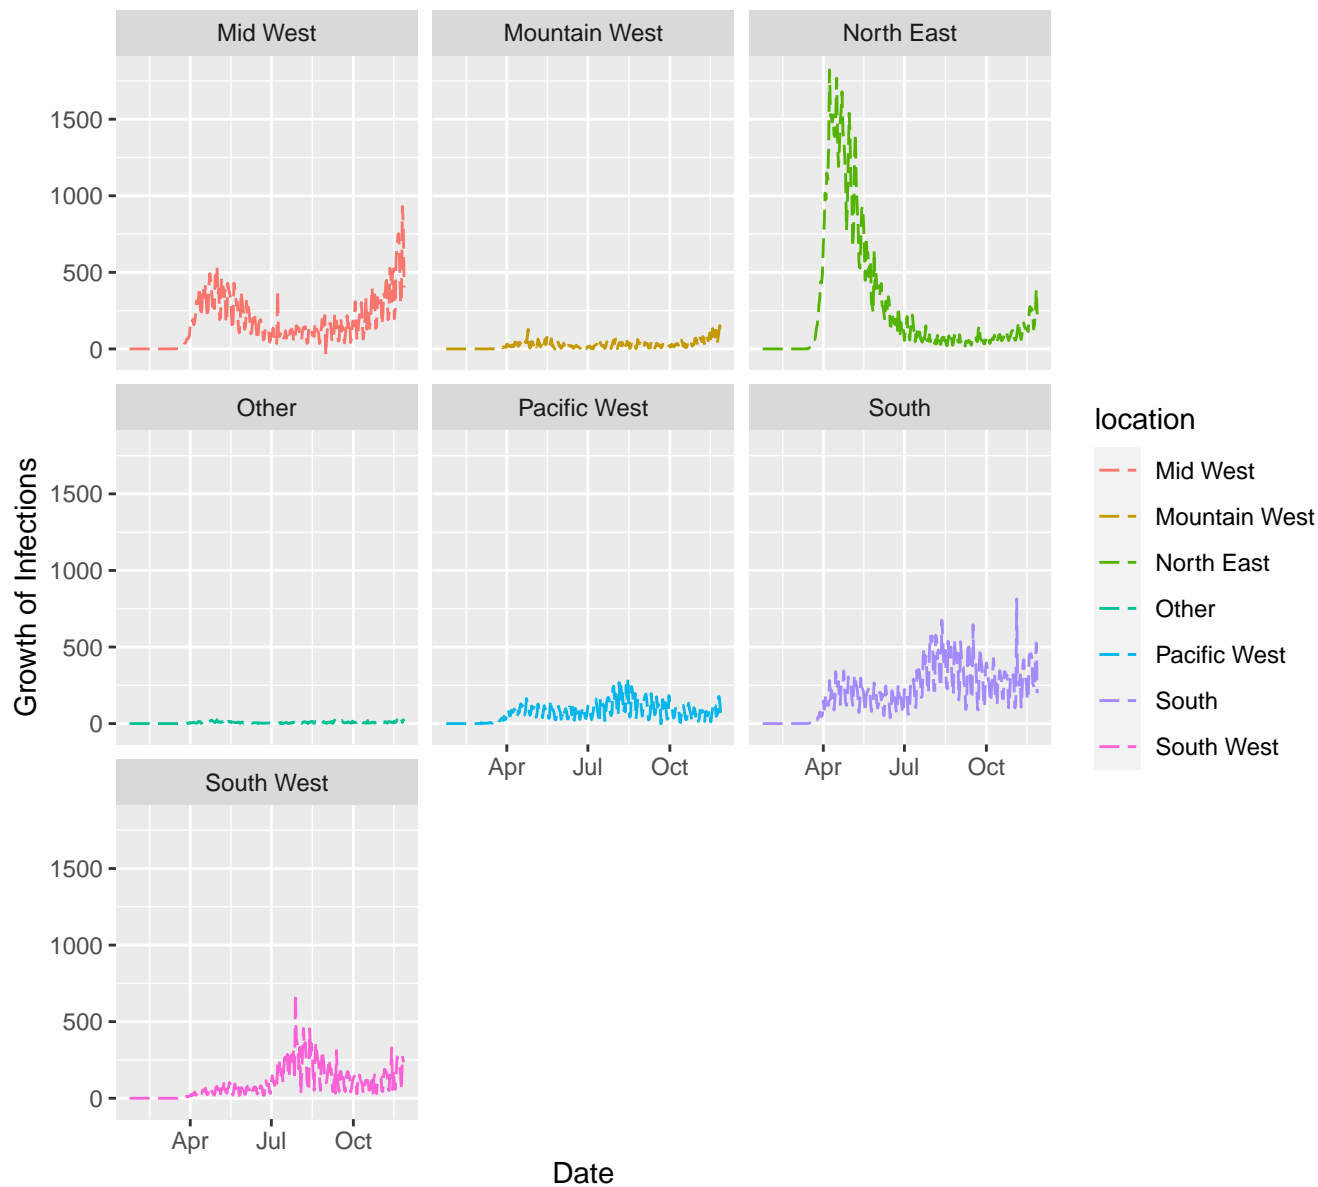 Mid West
Mountain West
North East
1500
1000
500
0
Other
Pacific West
South
1500
1000
500
0
Apr
Jul
Oct
Apr
Jul
Oct
South West
1500
1000
500
0
Apr
Jul
Oct
Growth of Infections
Date
location
Mid West
Mountain West
North East
Other
Pacific West
South
South West